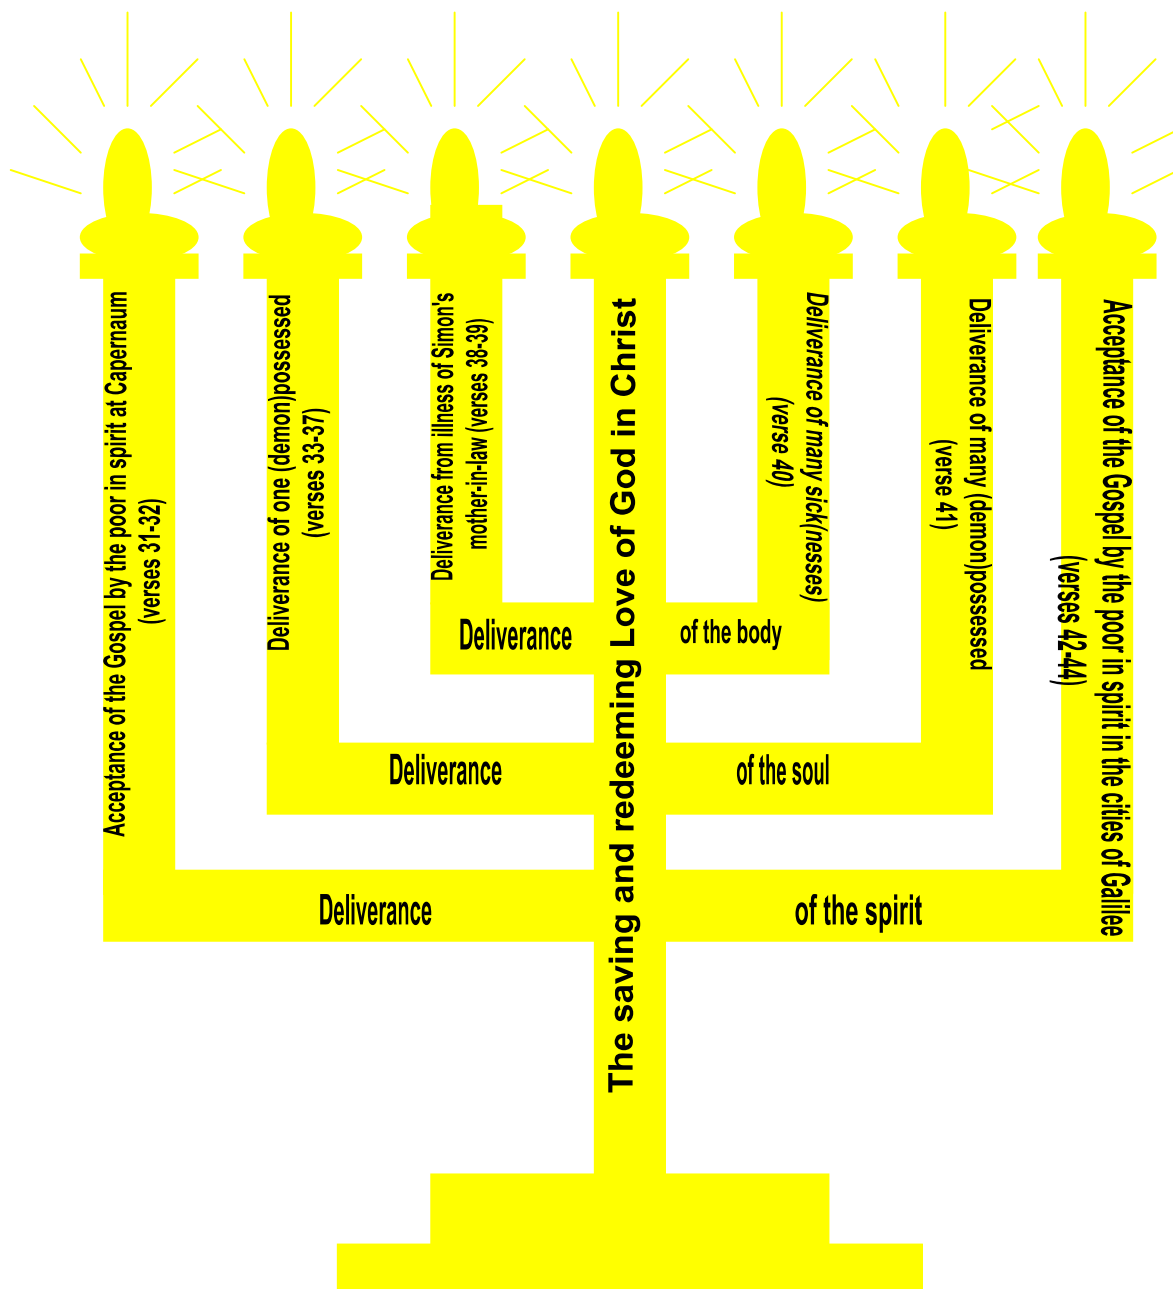 Acceptance of the Gospel by the poor in spirit at Capernaum
(verses 31-32)
Deliverance of one (demon)possessed
(verses 33-37)
Deliverance from illness of Simon's
mother-in-law (verses 38-39)
The saving and redeeming Love of God in Christ
Deliverance of many sick(nesses)
(verse 40)
Deliverance of many (demon)possessed
(verse 41)
Acceptance of the Gospel by the poor in spirit in the cities of Galilee
(verses 42-44)
Deliverance of the body
Deliverance of the soul
Deliverance of the spirit